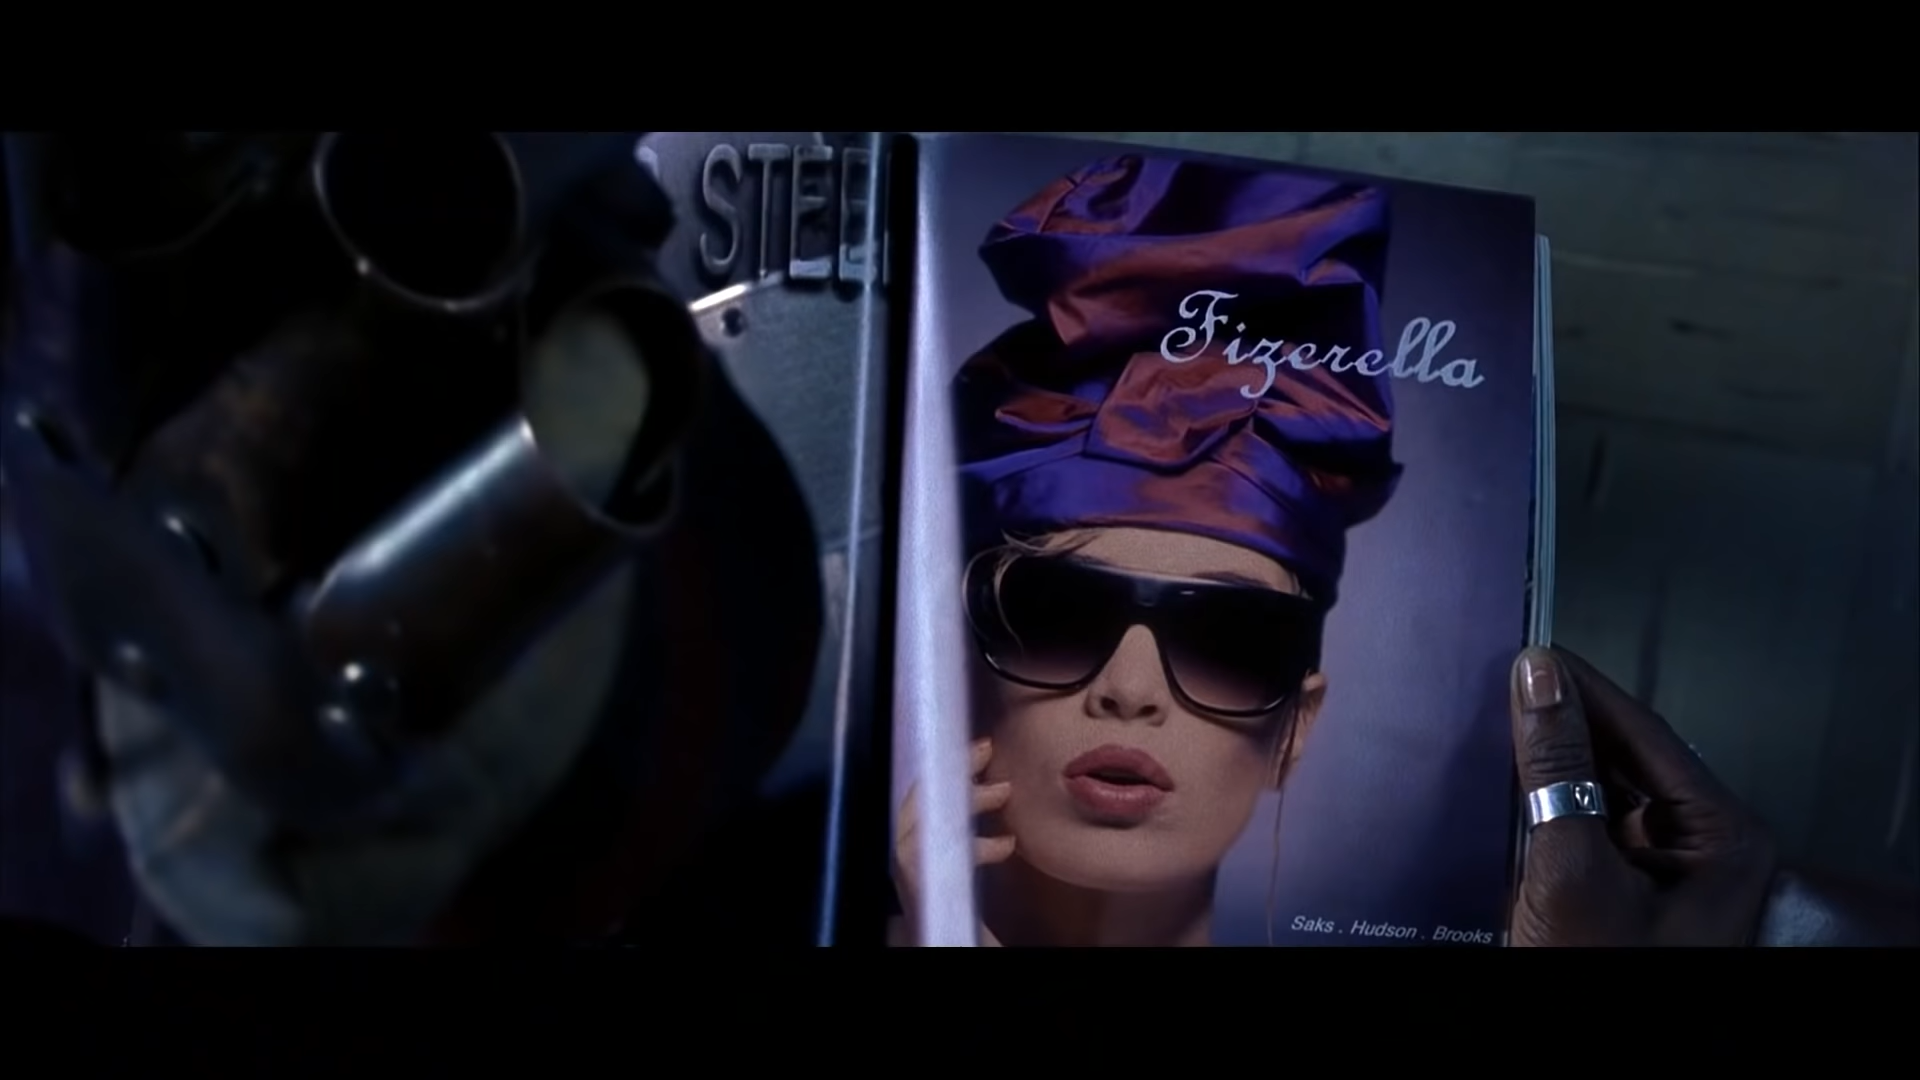 STEE
Fizerella
Saks . Hudson . Brooks